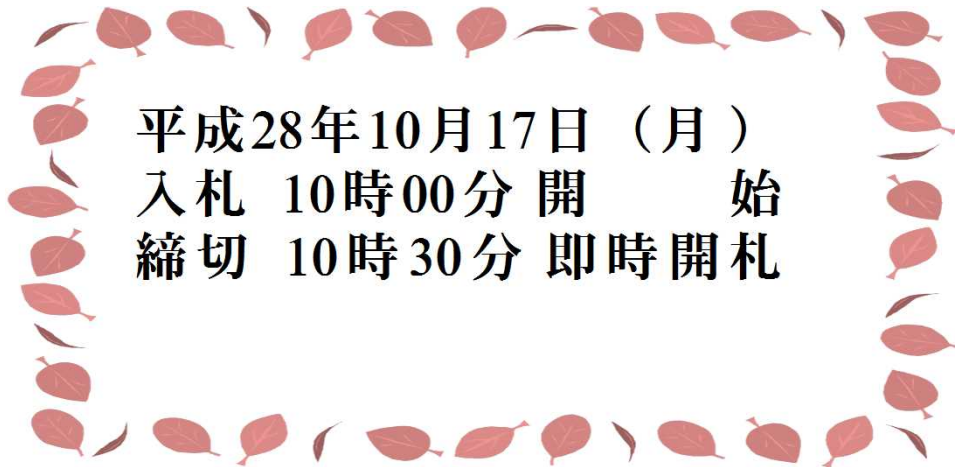 平成28年10月17日（月）
入札 10時00分 開　　始
締切 10時30分 即時開札